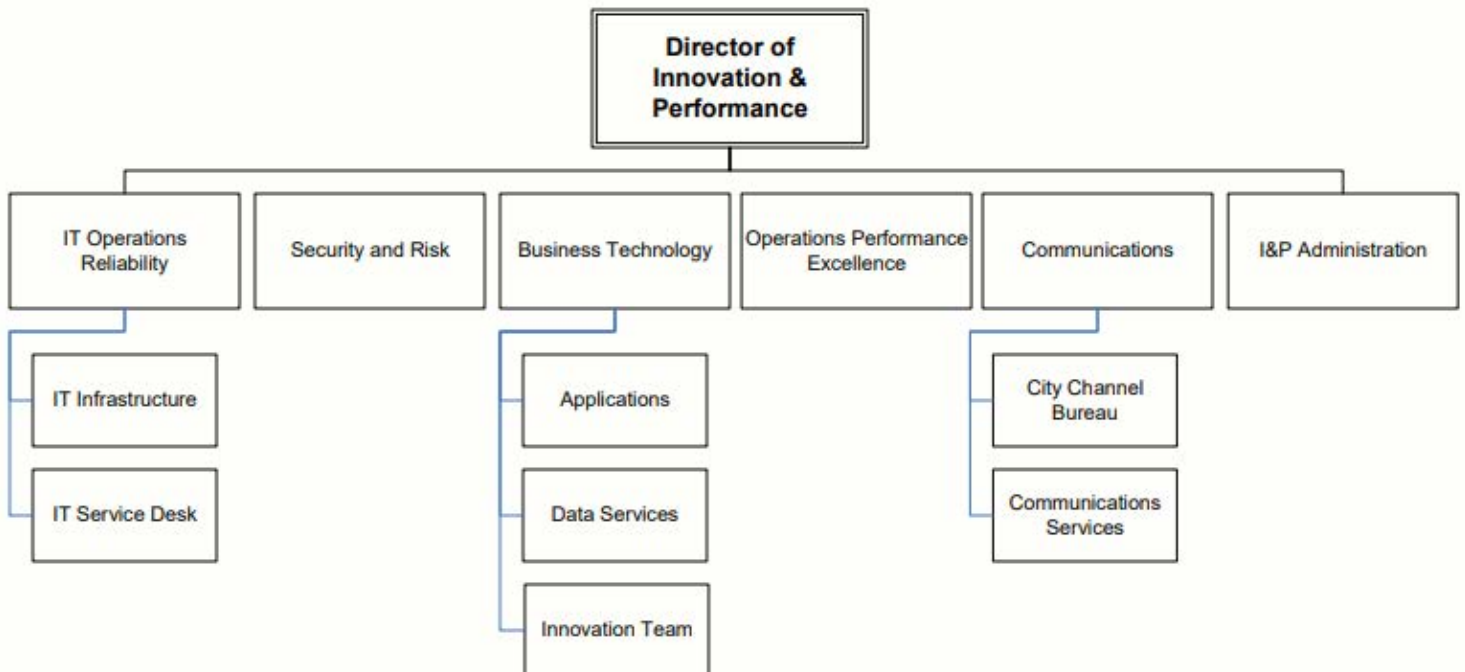 Director of
Innovation &
Performance
IT Operations
Reliability
Security and Risk
Business Technology
Operations Performance
Excellence
Communications
I&P Administration
IT Infrastructure
Applications
City Channel
Bureau
IT Service Desk
Data Services
Communications
Services
Innovation Team